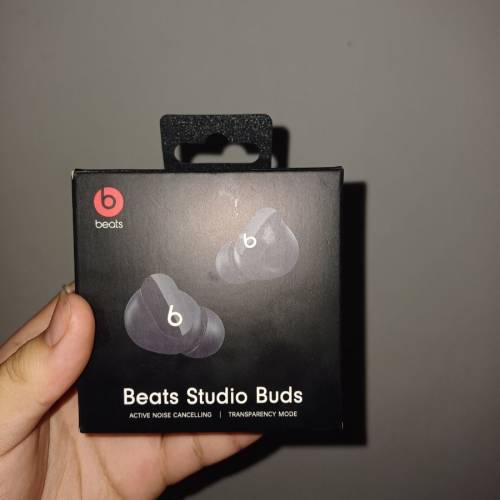 beats
Beats Studio Buds
ACTIVE NOISE CANCELLING | TRANSPARENCY MODE